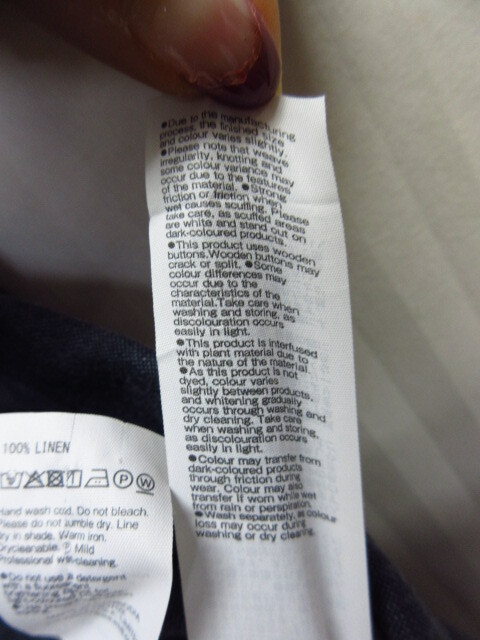 ●Due to the manufacturing
process, the finished size
and colour varies slightly.
●Please note that weave
irregularity, knotting and
some colour variance may
occur due to the features
of the material. ●Strong
friction or friction when
wet causes scuffing. Please
take care, as scuffed areas
are white and stand out on
dark-coloured products.
●This product uses wooden
buttons.Wooden buttons may
crack or split. ●Some
colour differences may
occur due to the
characteristics of the
material.Take care when
washing and storing, as
discolouration occurs
easily in light.
●This product is interfused
with plant material due to
the nature of the material.
●As this product is not
dyed, colour varies
slightly between products,
and whitening gradually
occurs through washing and
dry cleaning. Take care
when washing and storing,
as discolouration occurs
easily in light.
●Colour may transfer from
dark-coloured products
through friction during
wear. Colour may also
transfer if worn while wet
from rain or perspiration.
●Wash separately, as colour
loss may occur during
washing or dry cleaning.
100% LINEN
P W
Hand wash cold. Do not bleach.
Please do not tumble dry. Line
dry in shade. Warm iron.
Drycleanable. Ⓟ Mild
Professional wet-cleaning.
●Do not use a detergent